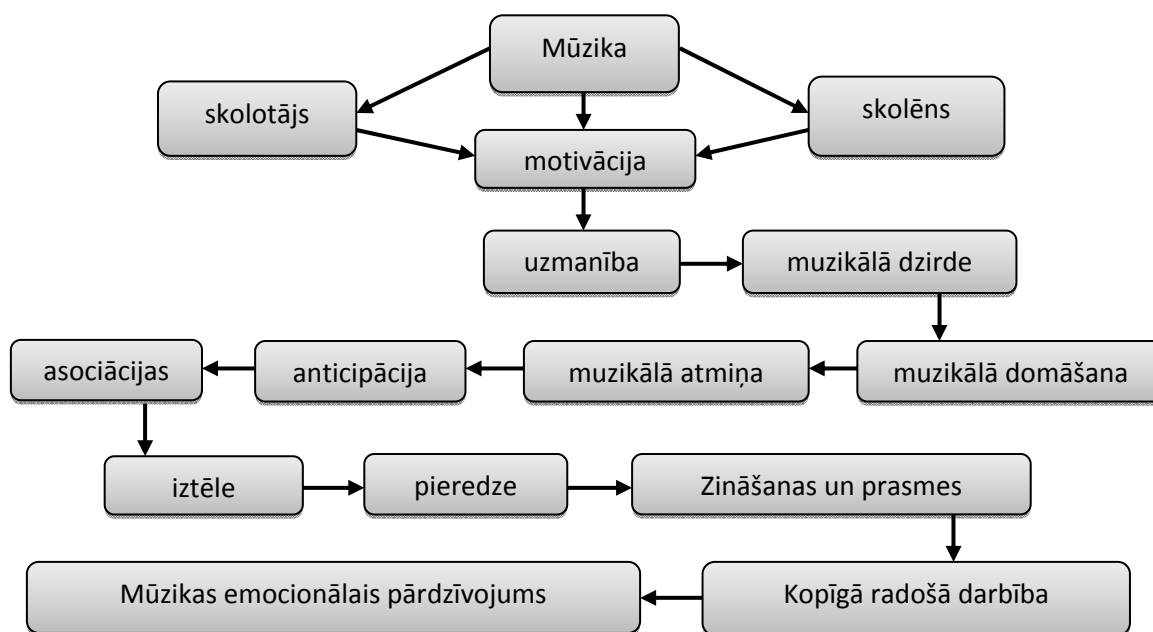 Mūzika
skolotājs
skolēns
motivācija
uzmanība
muzikālā dzirde
asociācijas
anticipācija
muzikālā atmiņa
muzikālā domāšana
iztēle
pieredze
Zināšanas un prasmes
Mūzikas emocionālais pārdzīvojums
Kopīgā radošā darbība